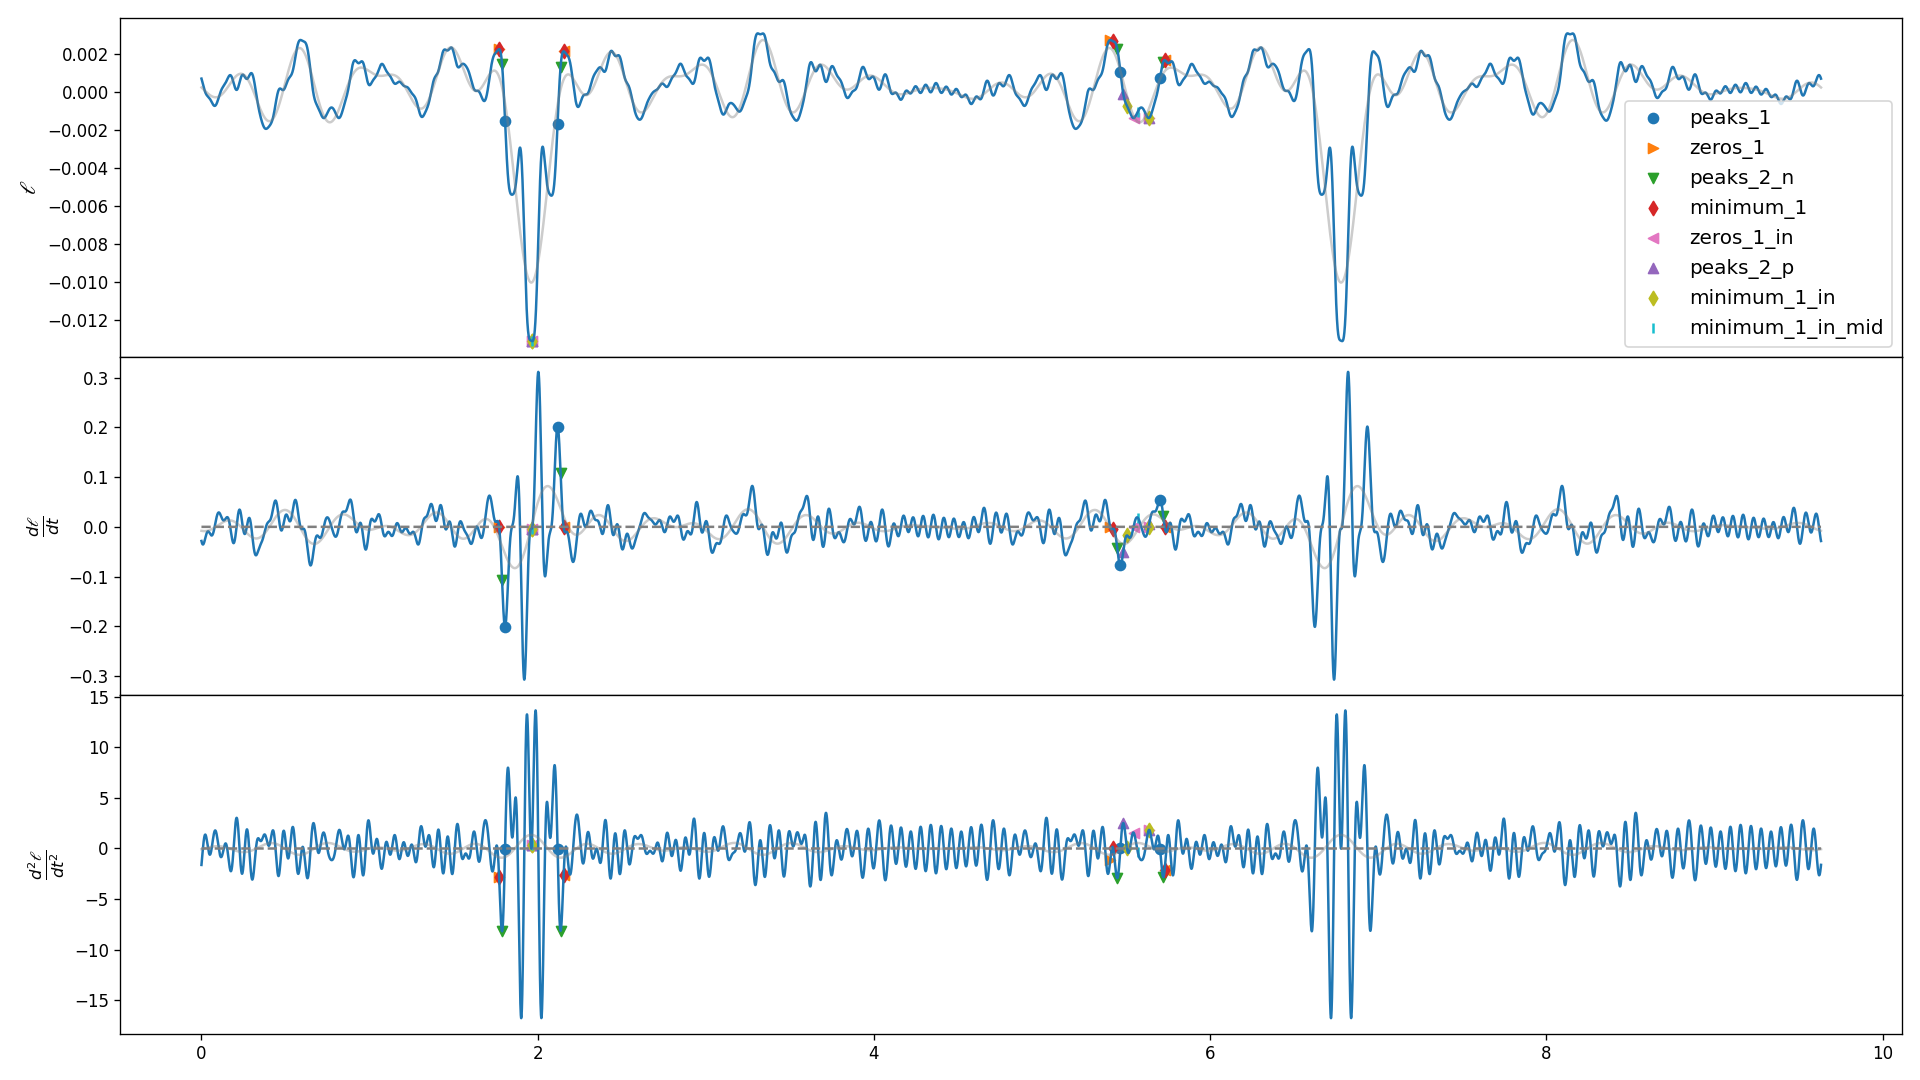 0.002
0.000
−0.002
−0.004
−0.006
−0.008
−0.010
−0.012
ℓ
peaks_1
zeros_1
peaks_2_n
minimum_1
zeros_1_in
peaks_2_p
minimum_1_in
minimum_1_in_mid
0.3
0.2
0.1
0.0
−0.1
−0.2
−0.3
dℓ
dt
15
10
5
0
−5
−10
−15
d²ℓ
dt²
0 2 4 6 8 10